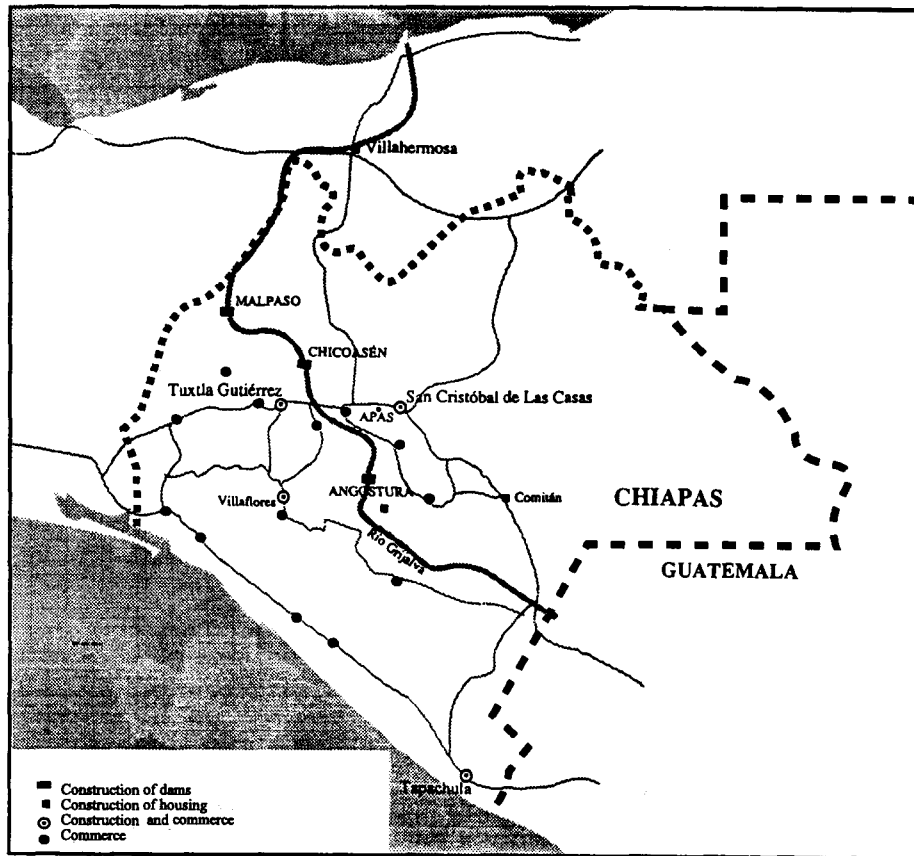 Villahermosa
MALPASO
CHICOASÉN
Tuxtla Gutiérrez
San Cristóbal de Las Casas
APAS
ANGOSTURA
Villaflores
Comitán
CHIAPAS
Río Grijalva
GUATEMALA
Tapachula
Construction of dams
Construction of housing
Construction and commerce
Commerce